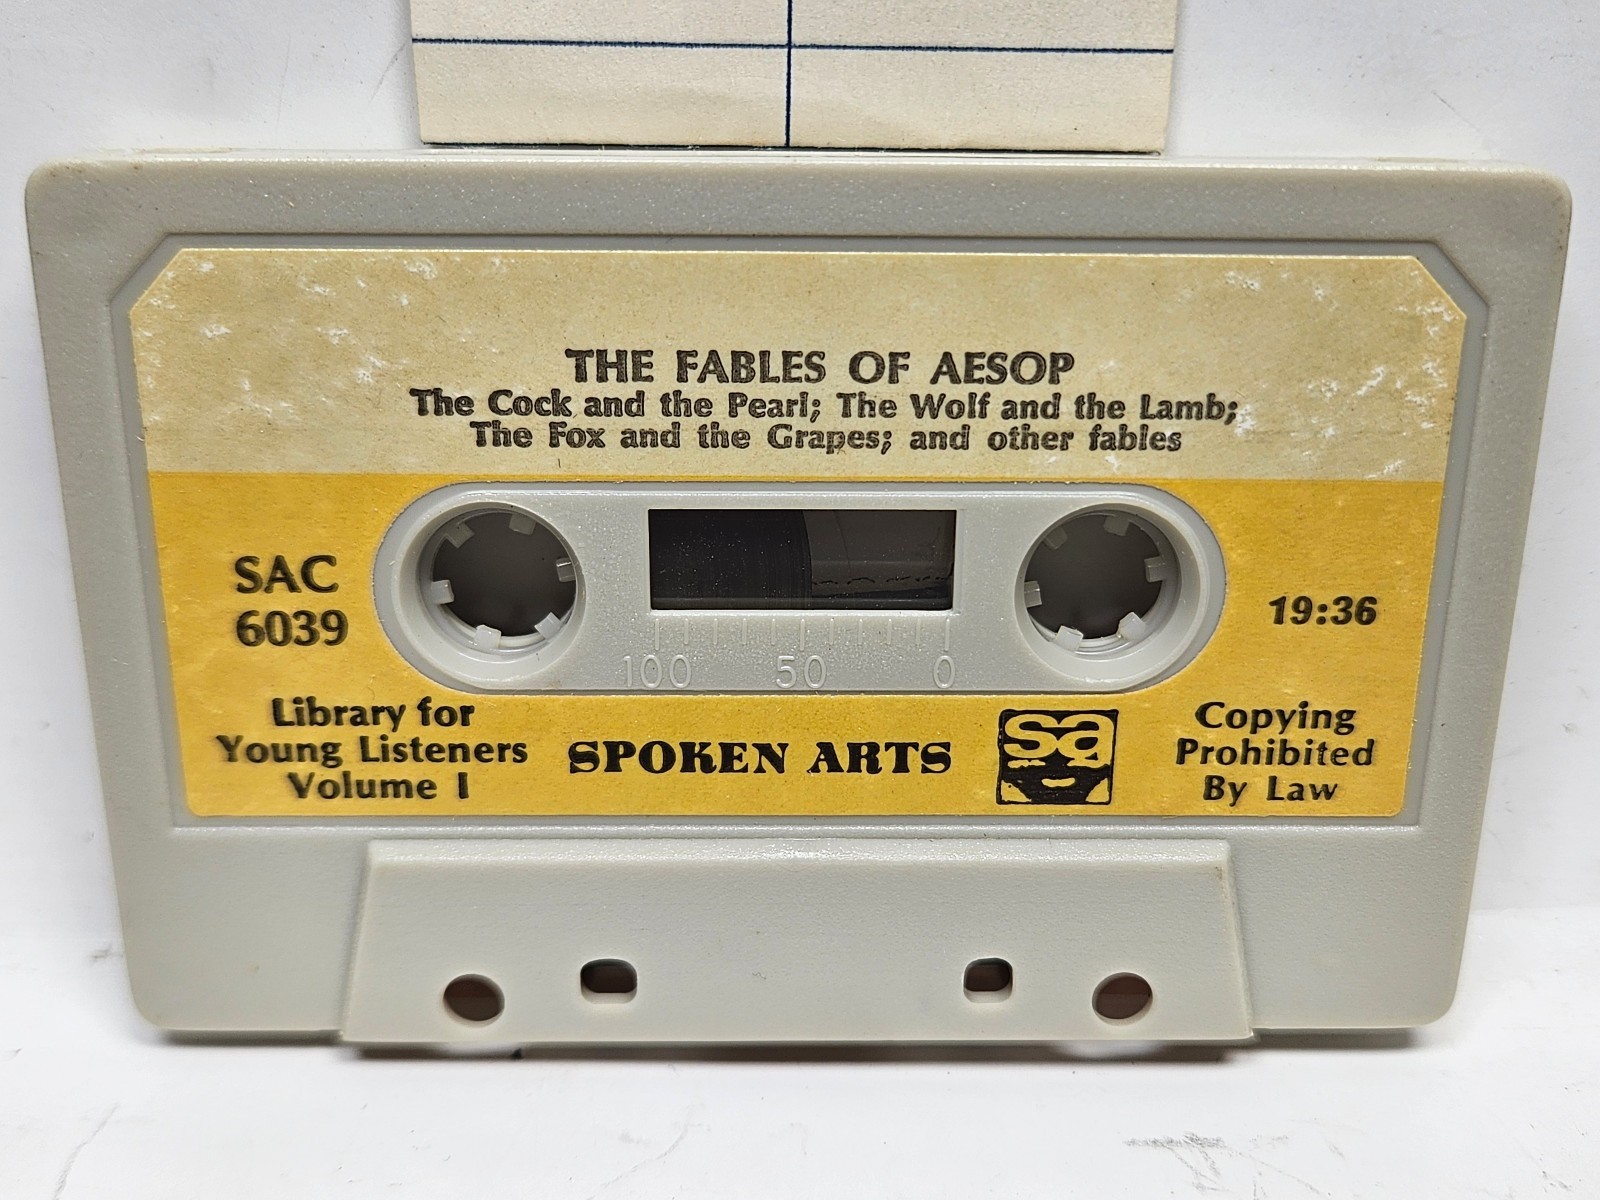 THE FABLES OF AESOP
The Cock and the Pearl; The Wolf and the Lamb;
The Fox and the Grapes; and other fables
SAC
6039
19:36
100 50 0
Library for
Young Listeners
Volume I
SPOKEN ARTS
sa
Copying
Prohibited
By Law